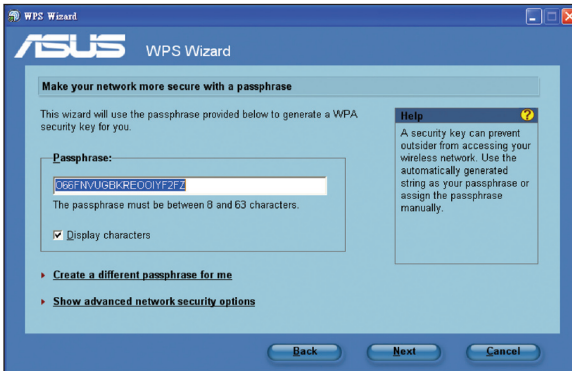 WPS Wizard
ASUS WPS Wizard
Make your network more secure with a passphrase
This wizard will use the passphrase provided below to generate a WPA
security key for you.
Passphrase:
O66FNVUGBKREOOIYF2FZ
The passphrase must be between 8 and 63 characters.
Display characters
Create a different passphrase for me
Show advanced network security options
Help
A security key can prevent
outsider from accessing your
wireless network. Use the
automatically generated
string as your passphrase or
assign the passphrase
manually.
Back Next Cancel